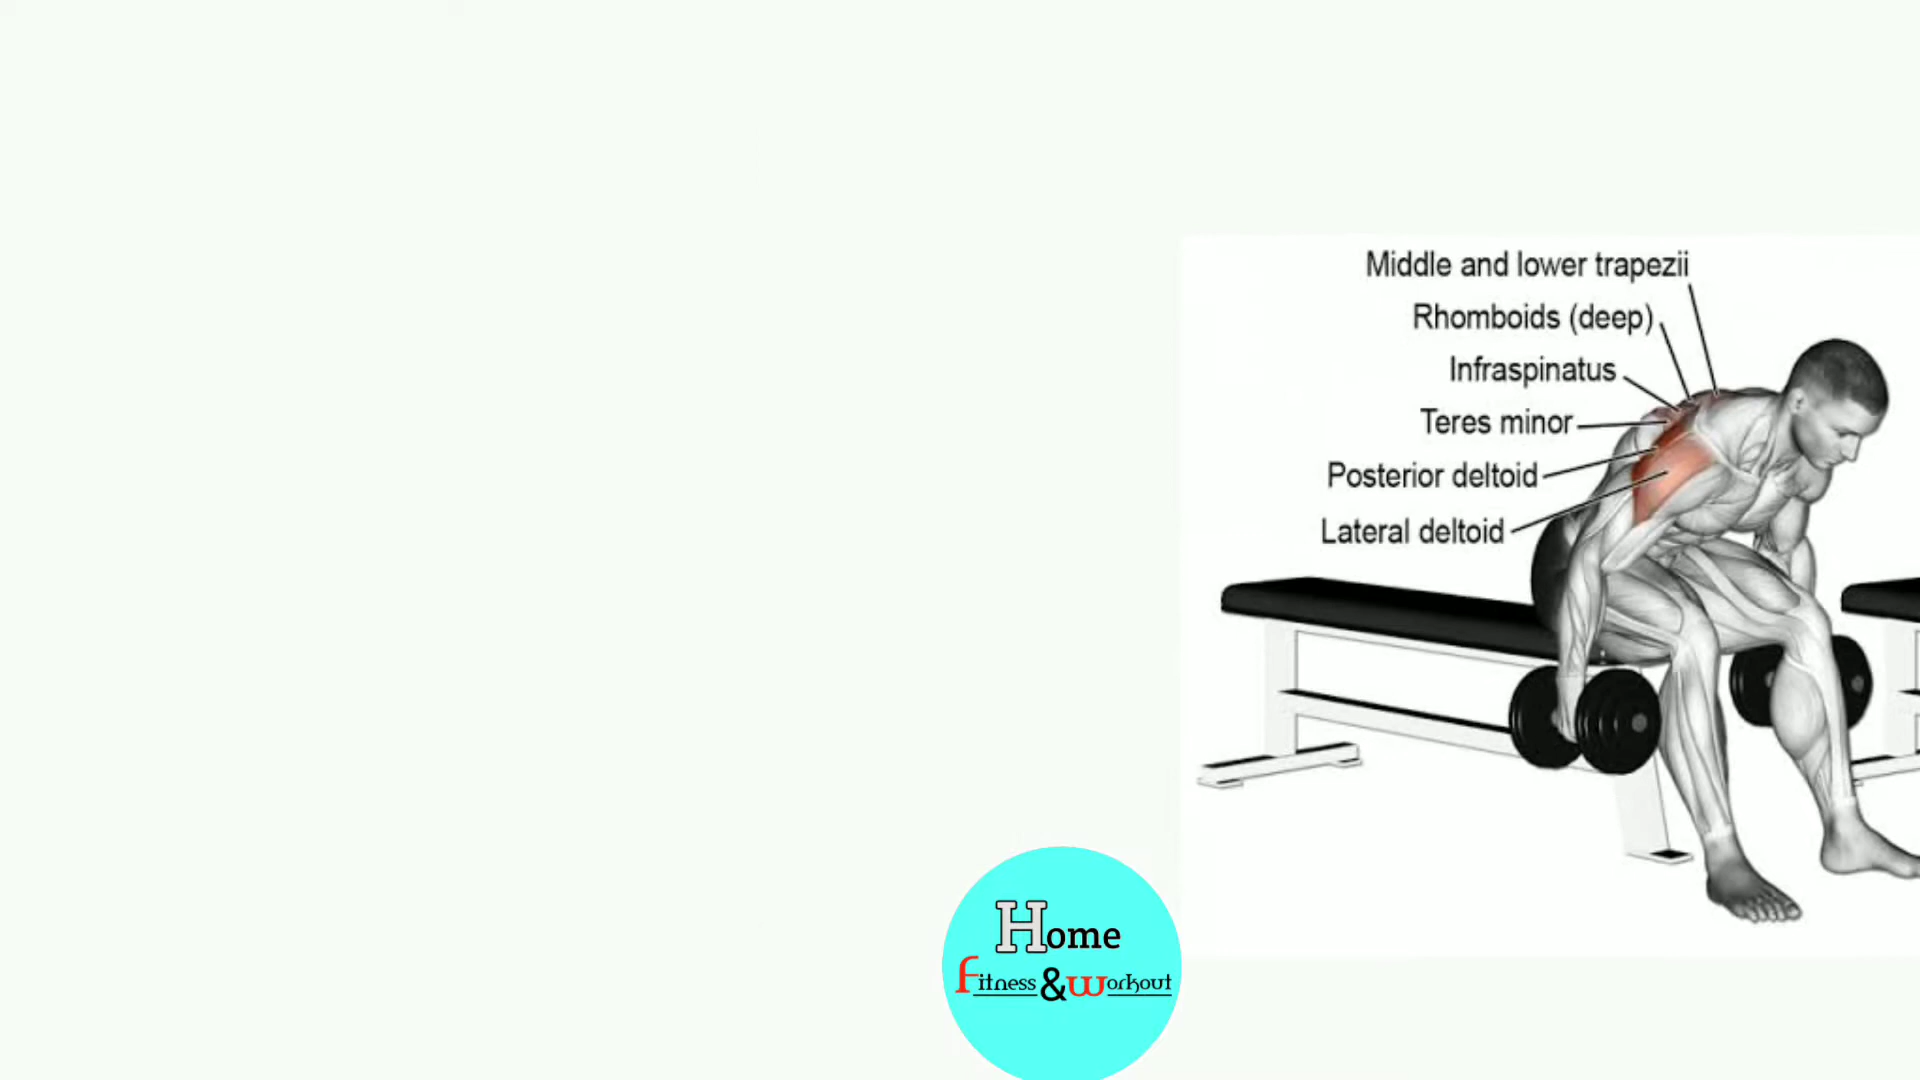 Middle and lower trapezii
Rhomboids (deep)
Infraspinatus
Teres minor
Posterior deltoid
Lateral deltoid
Home
Fitness & Workout